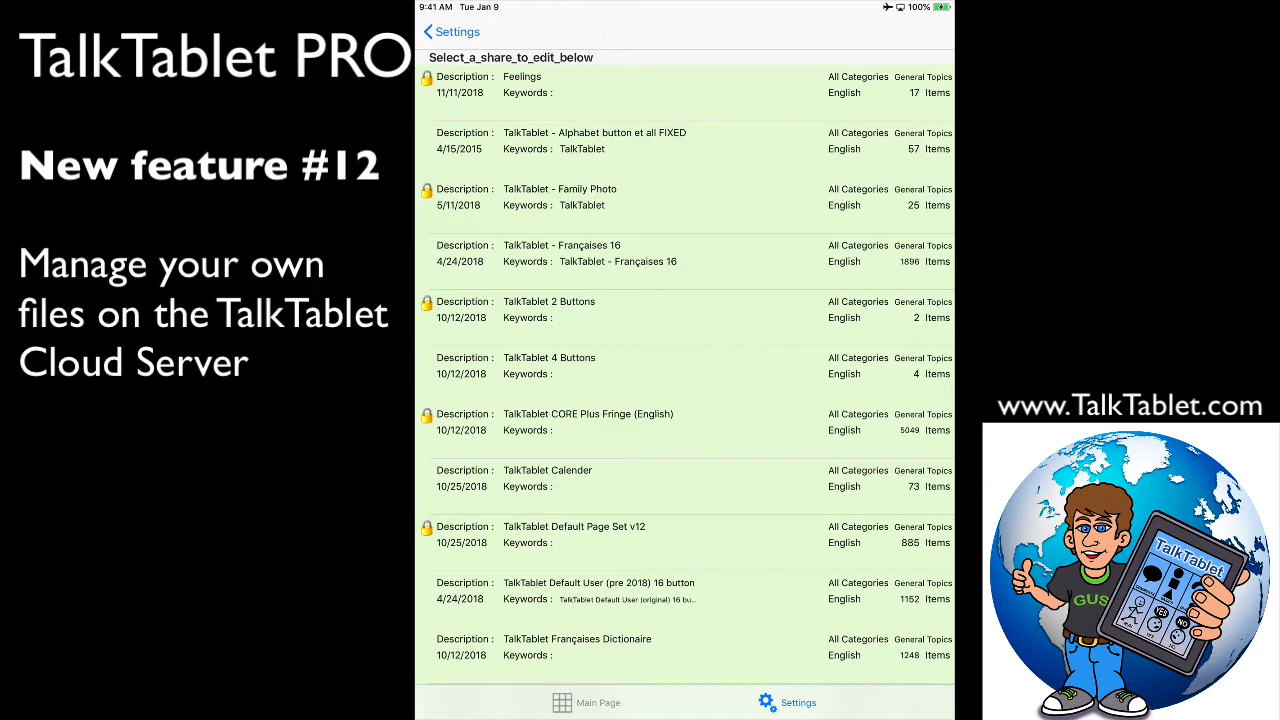 TalkTablet PRO
New feature #12
Manage your own
files on the TalkTablet
Cloud Server
9:41 AM Tue Jan 9 100%
Settings
Select_a_share_to_edit_below
Description : Feelings All Categories General Topics
11/11/2018 Keywords : English 17 Items
Description : TalkTablet - Alphabet button et all FIXED All Categories General Topics
4/15/2015 Keywords : TalkTablet English 57 Items
Description : TalkTablet - Family Photo All Categories General Topics
5/11/2018 Keywords : TalkTablet English 25 Items
Description : TalkTablet - Françaises 16 All Categories General Topics
4/24/2018 Keywords : TalkTablet - Françaises 16 English 1896 Items
Description : TalkTablet 2 Buttons All Categories General Topics
10/12/2018 Keywords : English 2 Items
Description : TalkTablet 4 Buttons All Categories General Topics
10/12/2018 Keywords : English 4 Items
Description : TalkTablet CORE Plus Fringe (English) All Categories General Topics
10/12/2018 Keywords : English 5049 Items
Description : TalkTablet Calender All Categories General Topics
10/25/2018 Keywords : English 73 Items
Description : TalkTablet Default Page Set v12 All Categories General Topics
10/25/2018 Keywords : English 885 Items
Description : TalkTablet Default User (pre 2018) 16 button All Categories General Topics
4/24/2018 Keywords : TalkTablet Default User (original) 16 bu... English 1152 Items
Description : TalkTablet Françaises Dictionaire All Categories General Topics
10/12/2018 Keywords : English 1248 Items
Main Page Settings
www.TalkTablet.com
TalkTablet
GUS
YES
NO